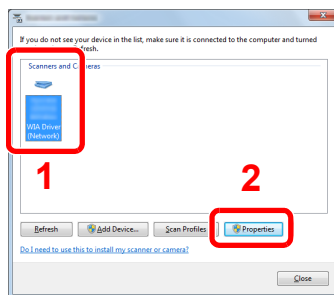 If you do not see your device in the list, make sure it is connected to the computer and turned
fresh.
Scanners and Cameras
WIA Driver
(Network)
1
2
Refresh
Add Device...
Scan Profiles
Properties
Do I need to use this to install my scanner or camera?
Close